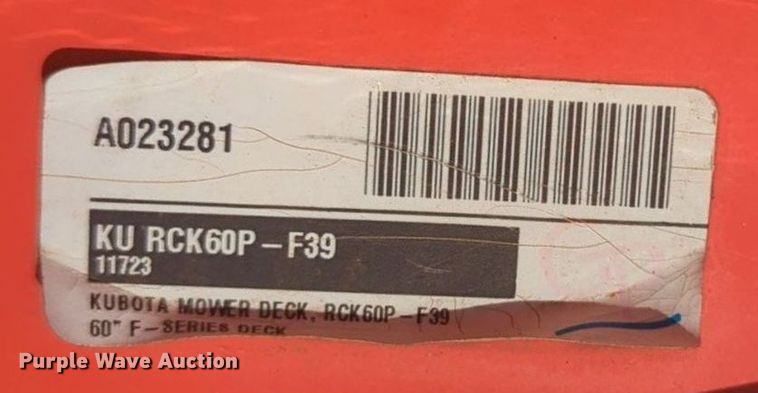 A023281
KU RCK60P-F39
11723
KUBOTA MOWER DECK, RCK60P-F39
60" F-SERIES DECK
Purple Wave Auction